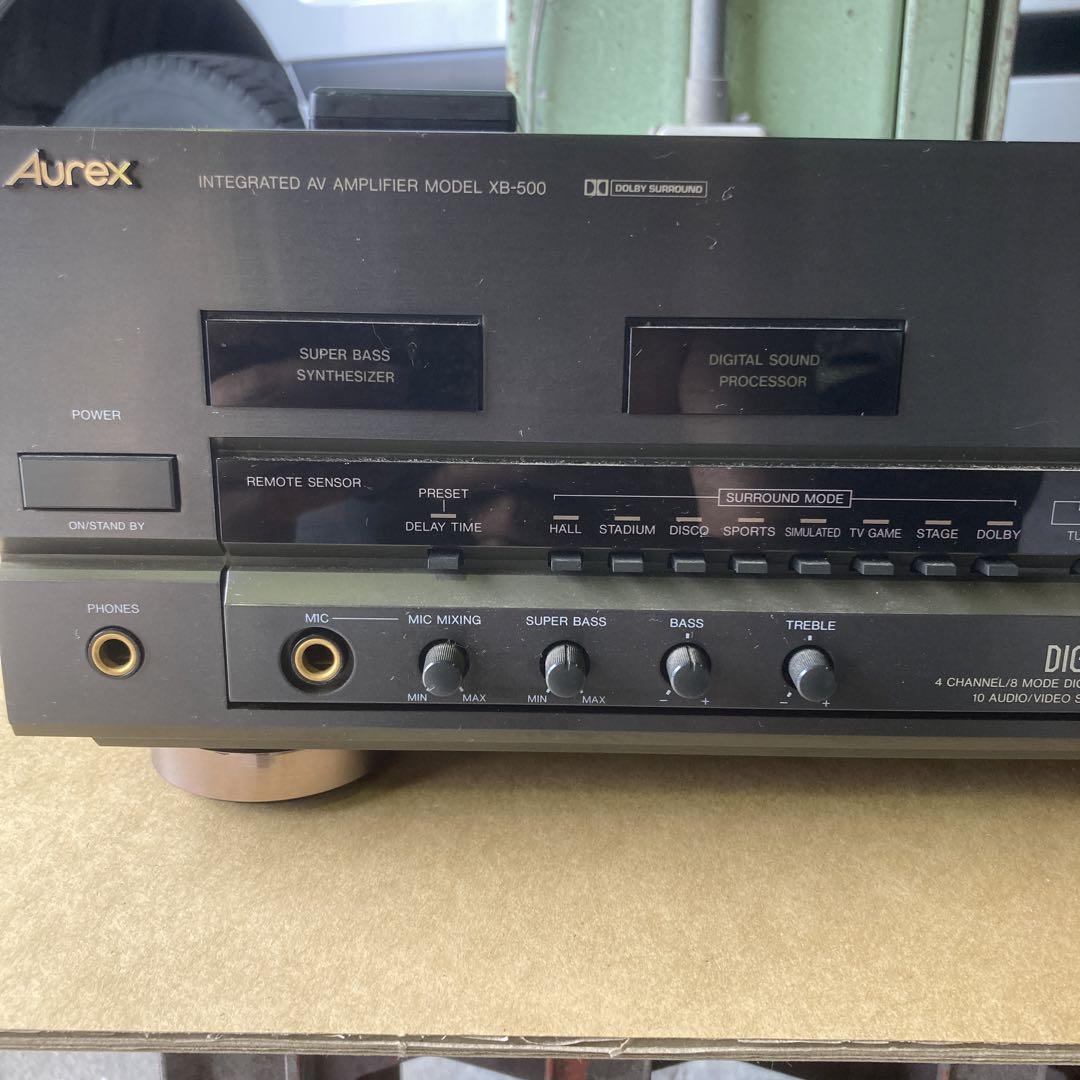 Aurex
INTEGRATED AV AMPLIFIER MODEL XB-500
DOLBY SURROUND
SUPER BASS
SYNTHESIZER
DIGITAL SOUND
PROCESSOR
POWER
ON/STAND BY
REMOTE SENSOR
PRESET
DELAY TIME
SURROUND MODE
HALL STADIUM DISCO SPORTS SIMULATED TV GAME STAGE DOLBY
PHONES
MIC
MIC MIXING
MIN MAX
SUPER BASS
MIN MAX
BASS
- +
TREBLE
- +
4 CHANNEL/8 MODE
10 AUDIO/VIDEO